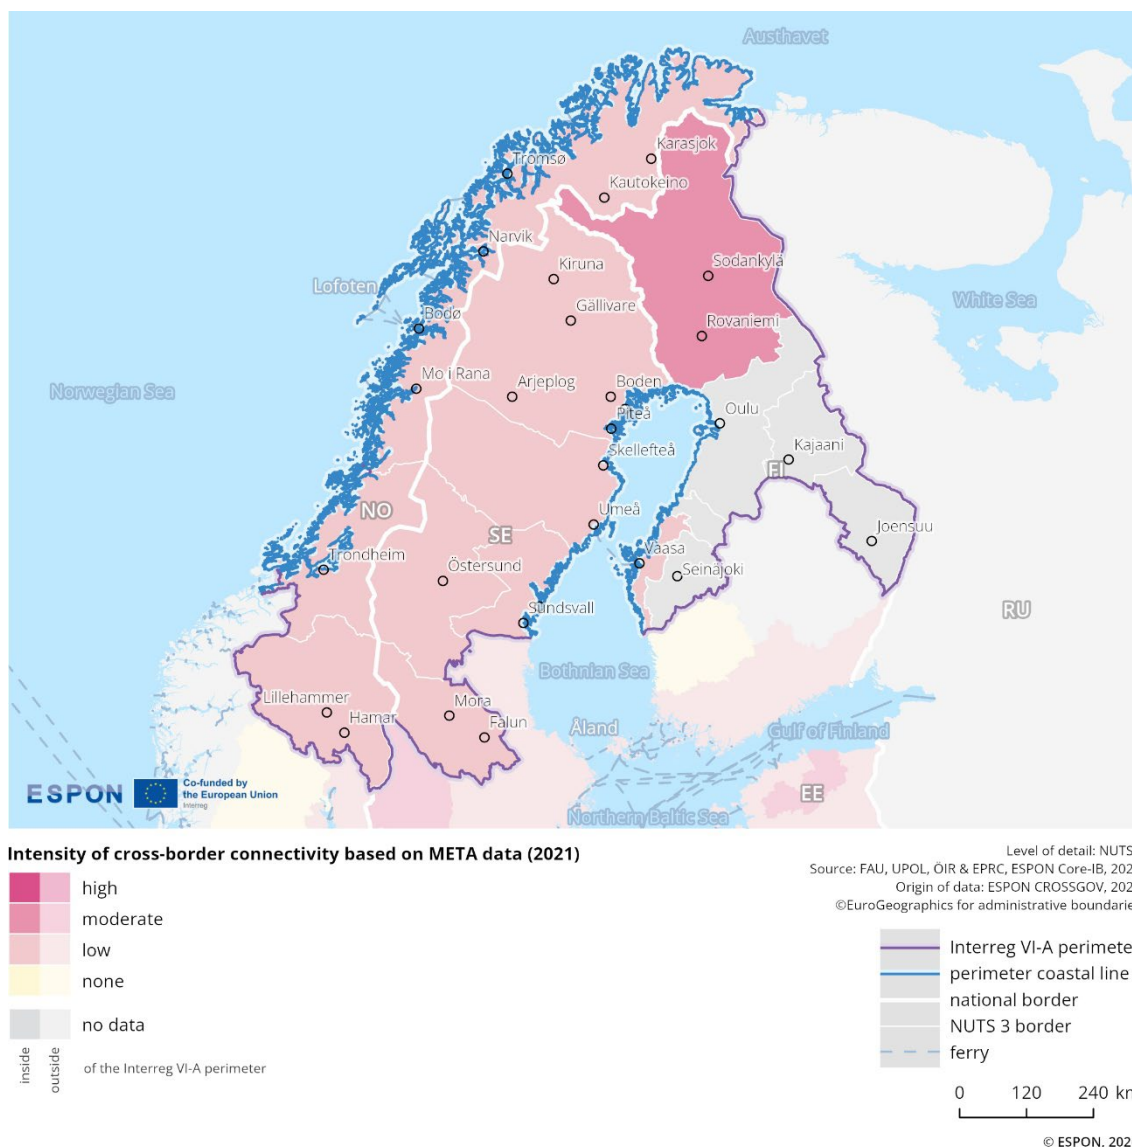 Austhavet
Karasjok
Tromsø
Kautokeino
Narvik
Kiruna
Sodankylä
Lofoten
White Sea
Gällivare
Bodø
Rovaniemi
Norwegian Sea
Mo i Rana
Arjeplog
Boden
Piteå
Oulu
Skellefteå
Kajaani
FI
NO
Umeå
SE
Joensuu
Trondheim
Vaasa
Östersund
Seinäjoki
RU
Sundsvall
Bothnian Sea
Lillehammer
Mora
Hamar
Falun
Åland
Gulf of Finland
ESPON
Co-funded by
the European Union
Interreg
EE
Northern Baltic Sea
Intensity of cross-border connectivity based on META data (2021)
high
moderate
low
none
no data
inside
outside
of the Interreg VI-A perimeter
Level of detail: NUTS
Source: FAU, UPOL, ÖIR & EPRC, ESPON Core-IB, 202
Origin of data: ESPON CROSSGOV, 202
©EuroGeographics for administrative boundarie
Interreg VI-A perimete
perimeter coastal line
national border
NUTS 3 border
ferry
0 120 240 km
© ESPON, 202